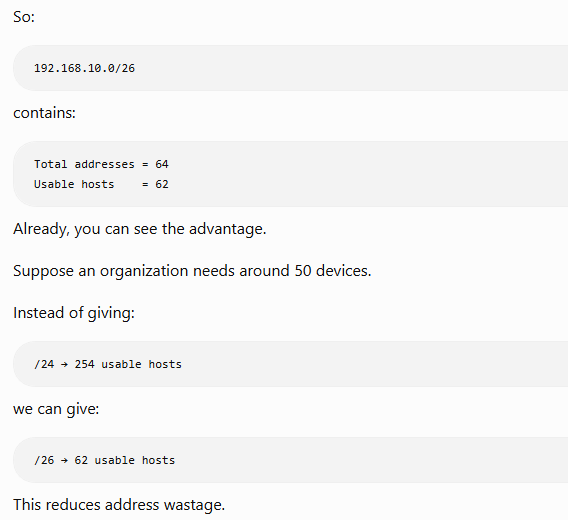 So:
192.168.10.0/26
contains:
Total addresses = 64
Usable hosts    = 62
Already, you can see the advantage.
Suppose an organization needs around 50 devices.
Instead of giving:
/24 → 254 usable hosts
we can give:
/26 → 62 usable hosts
This reduces address wastage.